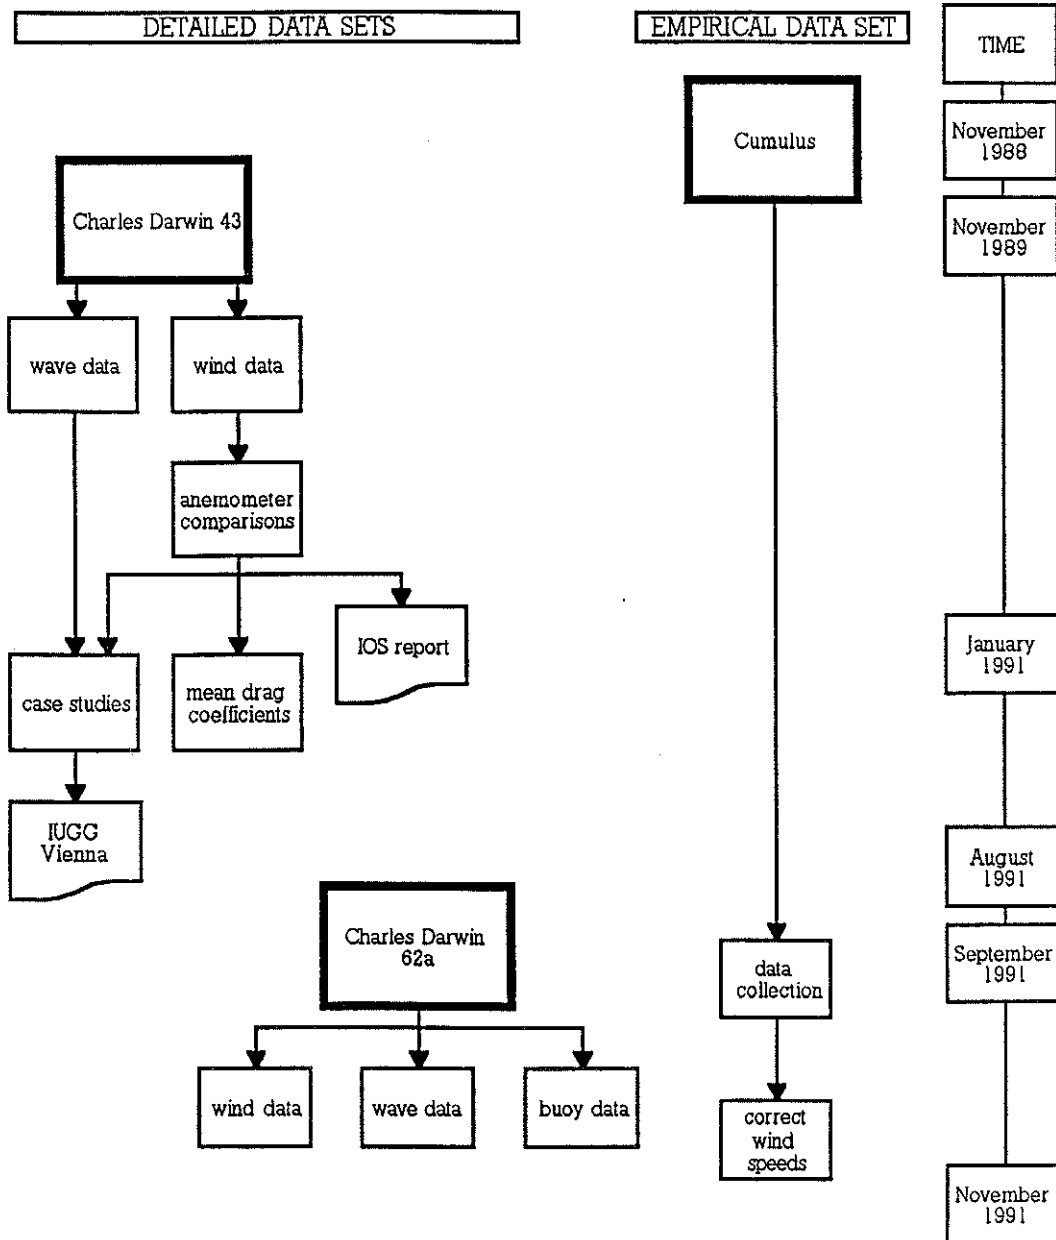 DETAILED DATA SETS
EMPIRICAL DATA SET
TIME
Cumulus
November
1988
Charles Darwin 43
November
1989
wave data
wind data
anemometer
comparisons
IOS report
January
1991
case studies
mean drag
coefficients
IUGG
Vienna
August
1991
Charles Darwin
62a
data
collection
September
1991
wind data
wave data
buoy data
correct
wind
speeds
November
1991